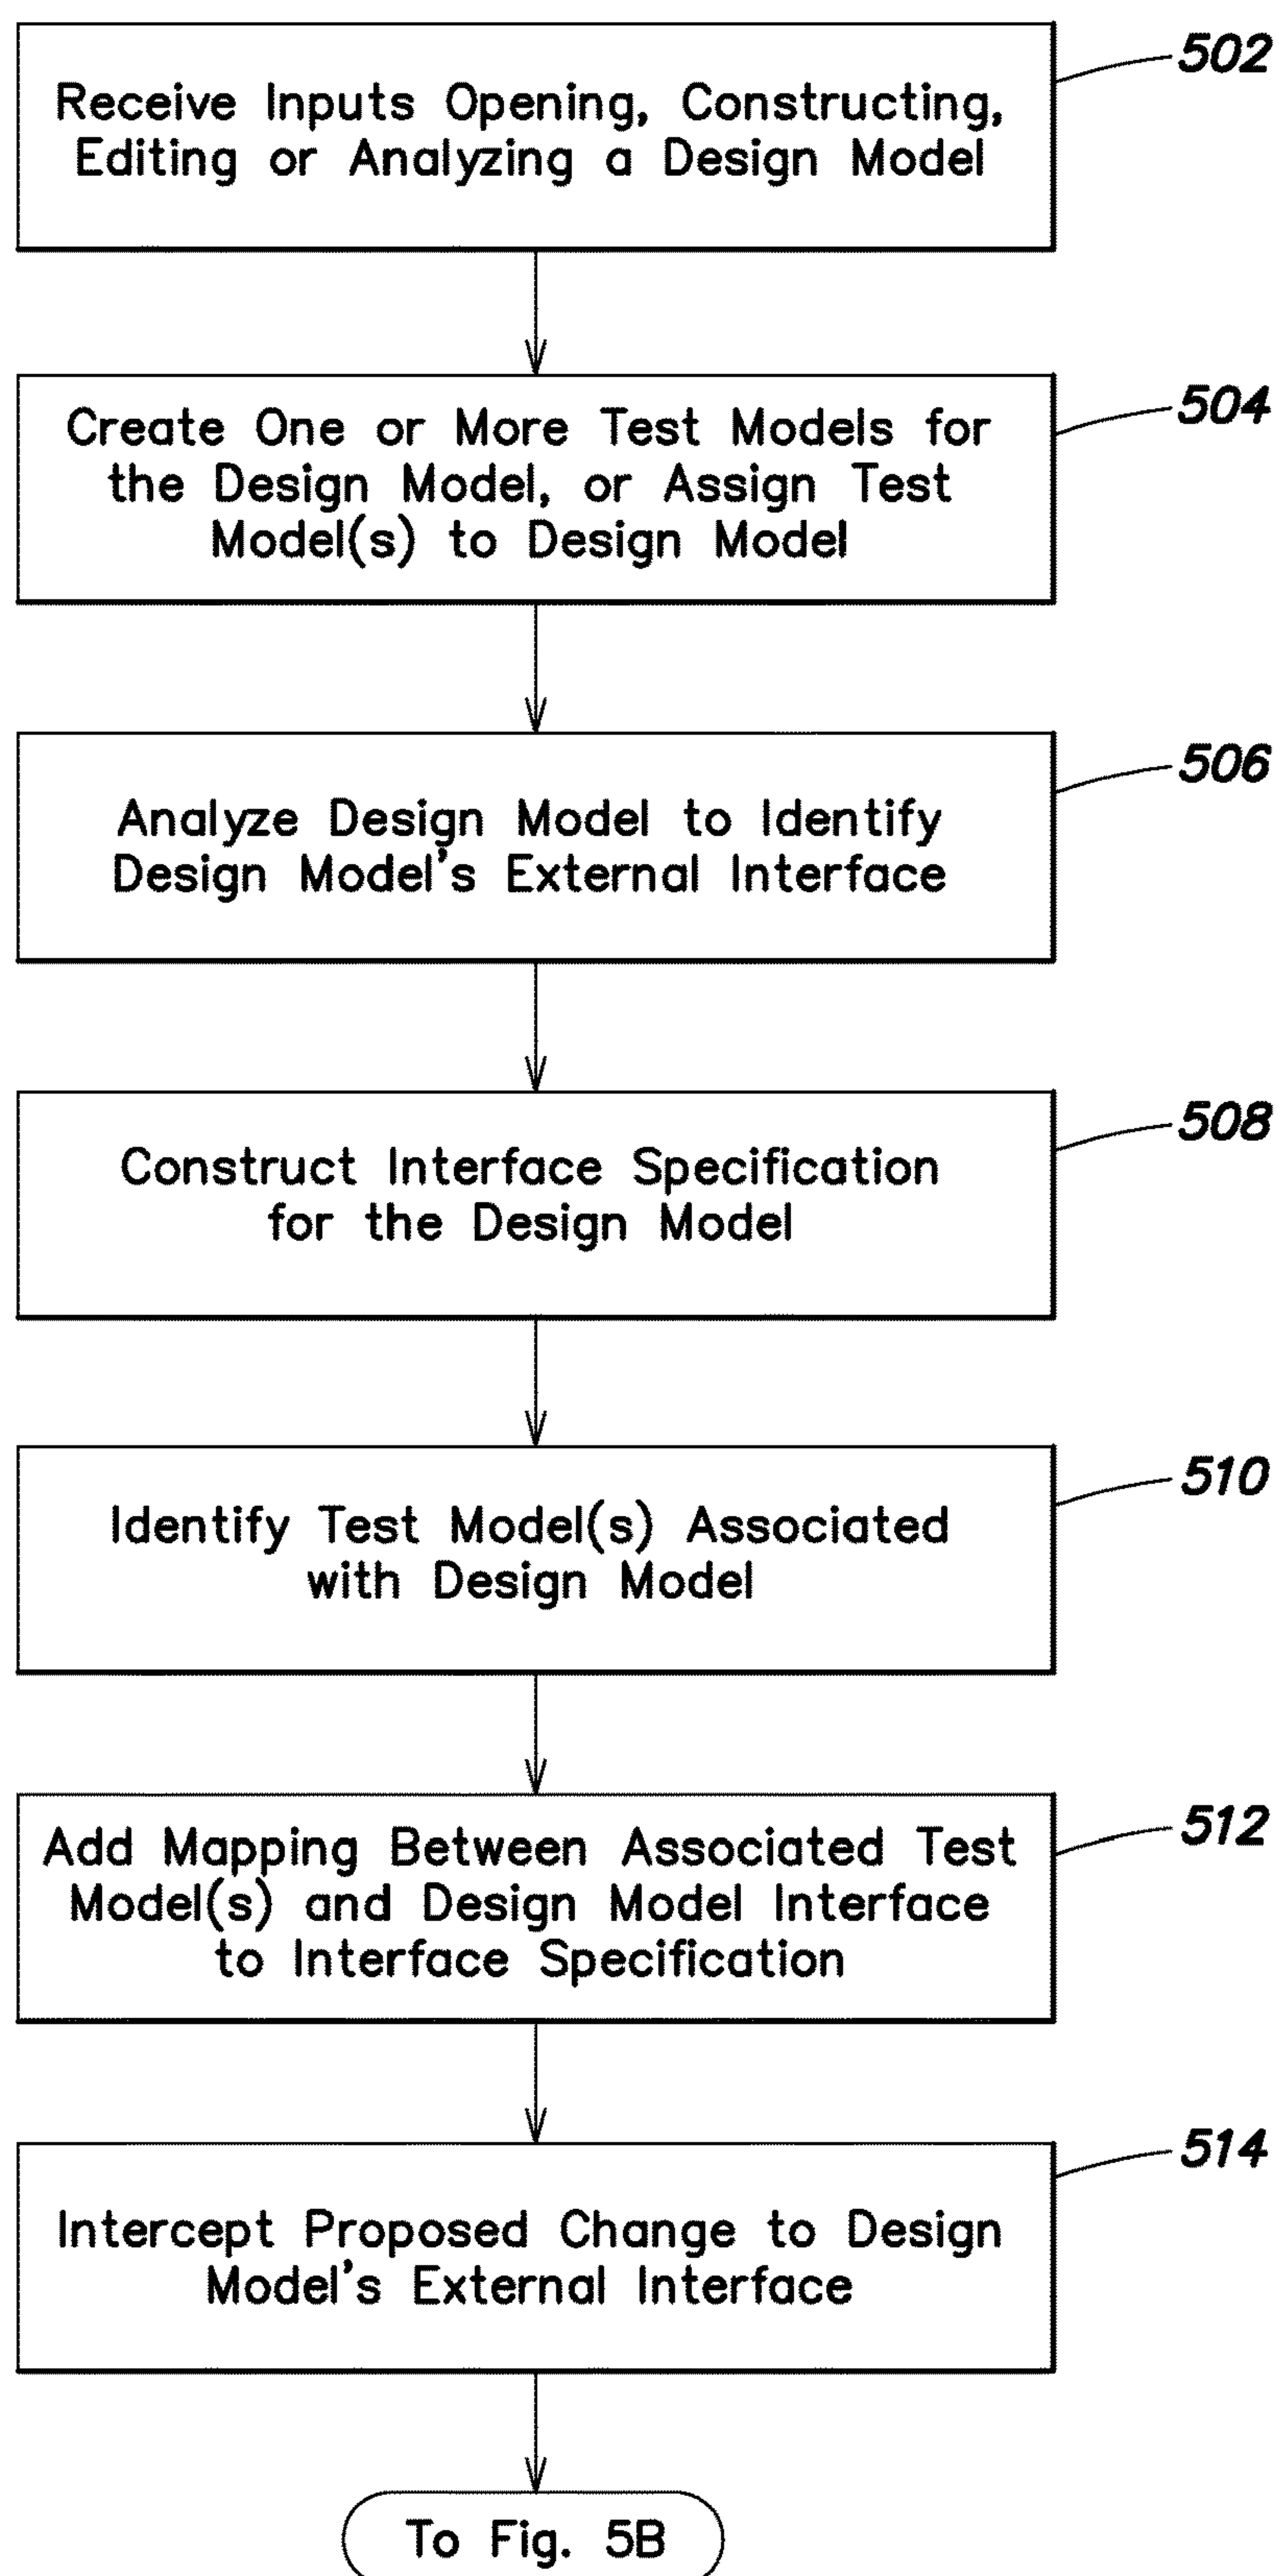 502
Receive Inputs Opening, Constructing,
Editing or Analyzing a Design Model
504
Create One or More Test Models for
the Design Model, or Assign Test
Model(s) to Design Model
506
Analyze Design Model to Identify
Design Model's External Interface
508
Construct Interface Specification
for the Design Model
510
Identify Test Model(s) Associated
with Design Model
512
Add Mapping Between Associated Test
Model(s) and Design Model Interface
to Interface Specification
514
Intercept Proposed Change to Design
Model's External Interface
To Fig. 5B